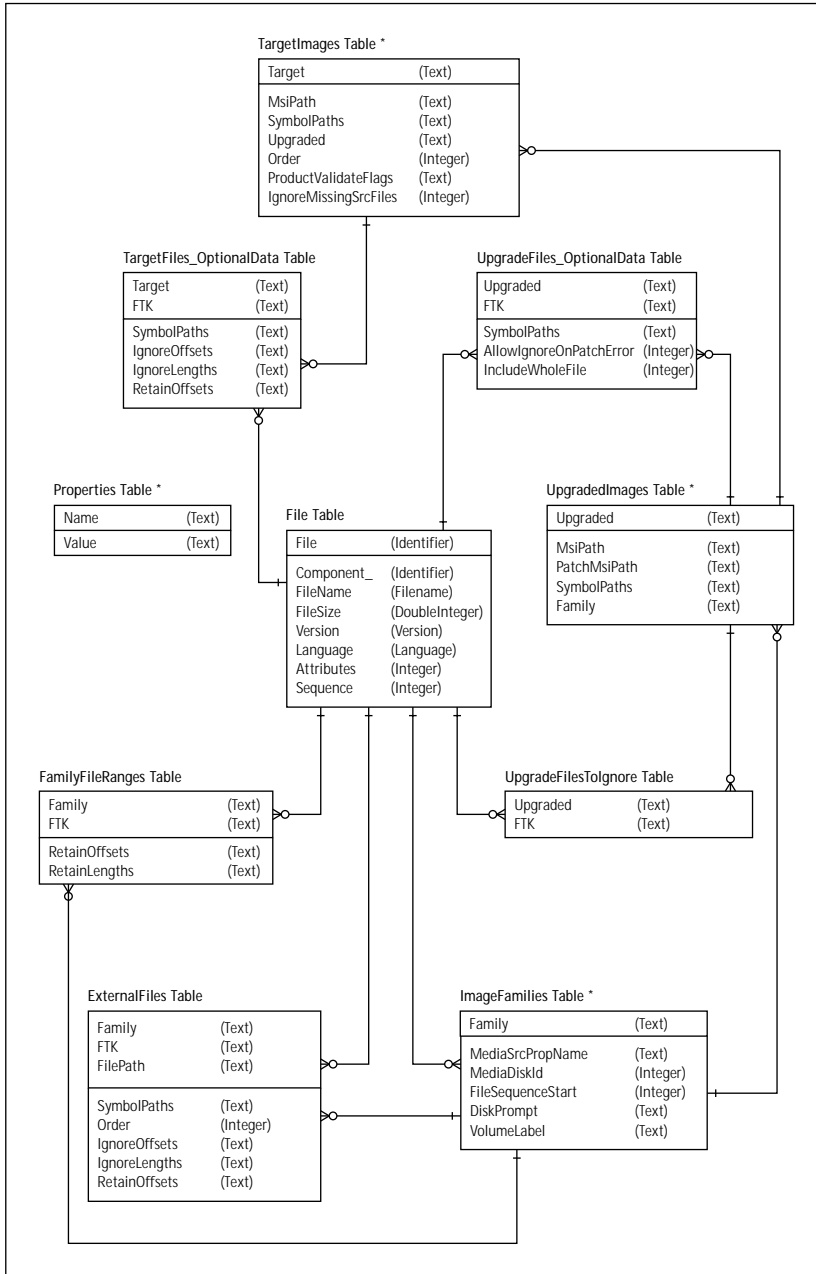 TargetImages Table *
Target (Text)
MsiPath (Text)
SymbolPaths (Text)
Upgraded (Text)
Order (Integer)
ProductValidateFlags (Text)
IgnoreMissingSrcFiles (Integer)
TargetFiles_OptionalData Table
Target (Text)
FTK (Text)
SymbolPaths (Text)
IgnoreOffsets (Text)
IgnoreLengths (Text)
RetainOffsets (Text)
UpgradeFiles_OptionalData Table
Upgraded (Text)
FTK (Text)
SymbolPaths (Text)
AllowIgnoreOnPatchError (Integer)
IncludeWholeFile (Integer)
Properties Table *
Name (Text)
Value (Text)
File Table
File (Identifier)
Component_ (Identifier)
FileName (Filename)
FileSize (DoubleInteger)
Version (Version)
Language (Language)
Attributes (Integer)
Sequence (Integer)
UpgradedImages Table *
Upgraded (Text)
MsiPath (Text)
PatchMsiPath (Text)
SymbolPaths (Text)
Family (Text)
FamilyFileRanges Table
Family (Text)
FTK (Text)
RetainOffsets (Text)
RetainLengths (Text)
UpgradeFilesToIgnore Table
Upgraded (Text)
FTK (Text)
ExternalFiles Table
Family (Text)
FTK (Text)
FilePath (Text)
SymbolPaths (Text)
Order (Integer)
IgnoreOffsets (Text)
IgnoreLengths (Text)
RetainOffsets (Text)
ImageFamilies Table *
Family (Text)
MediaSrcPropName (Text)
MediaDiskId (Integer)
FileSequenceStart (Integer)
DiskPrompt (Text)
VolumeLabel (Text)